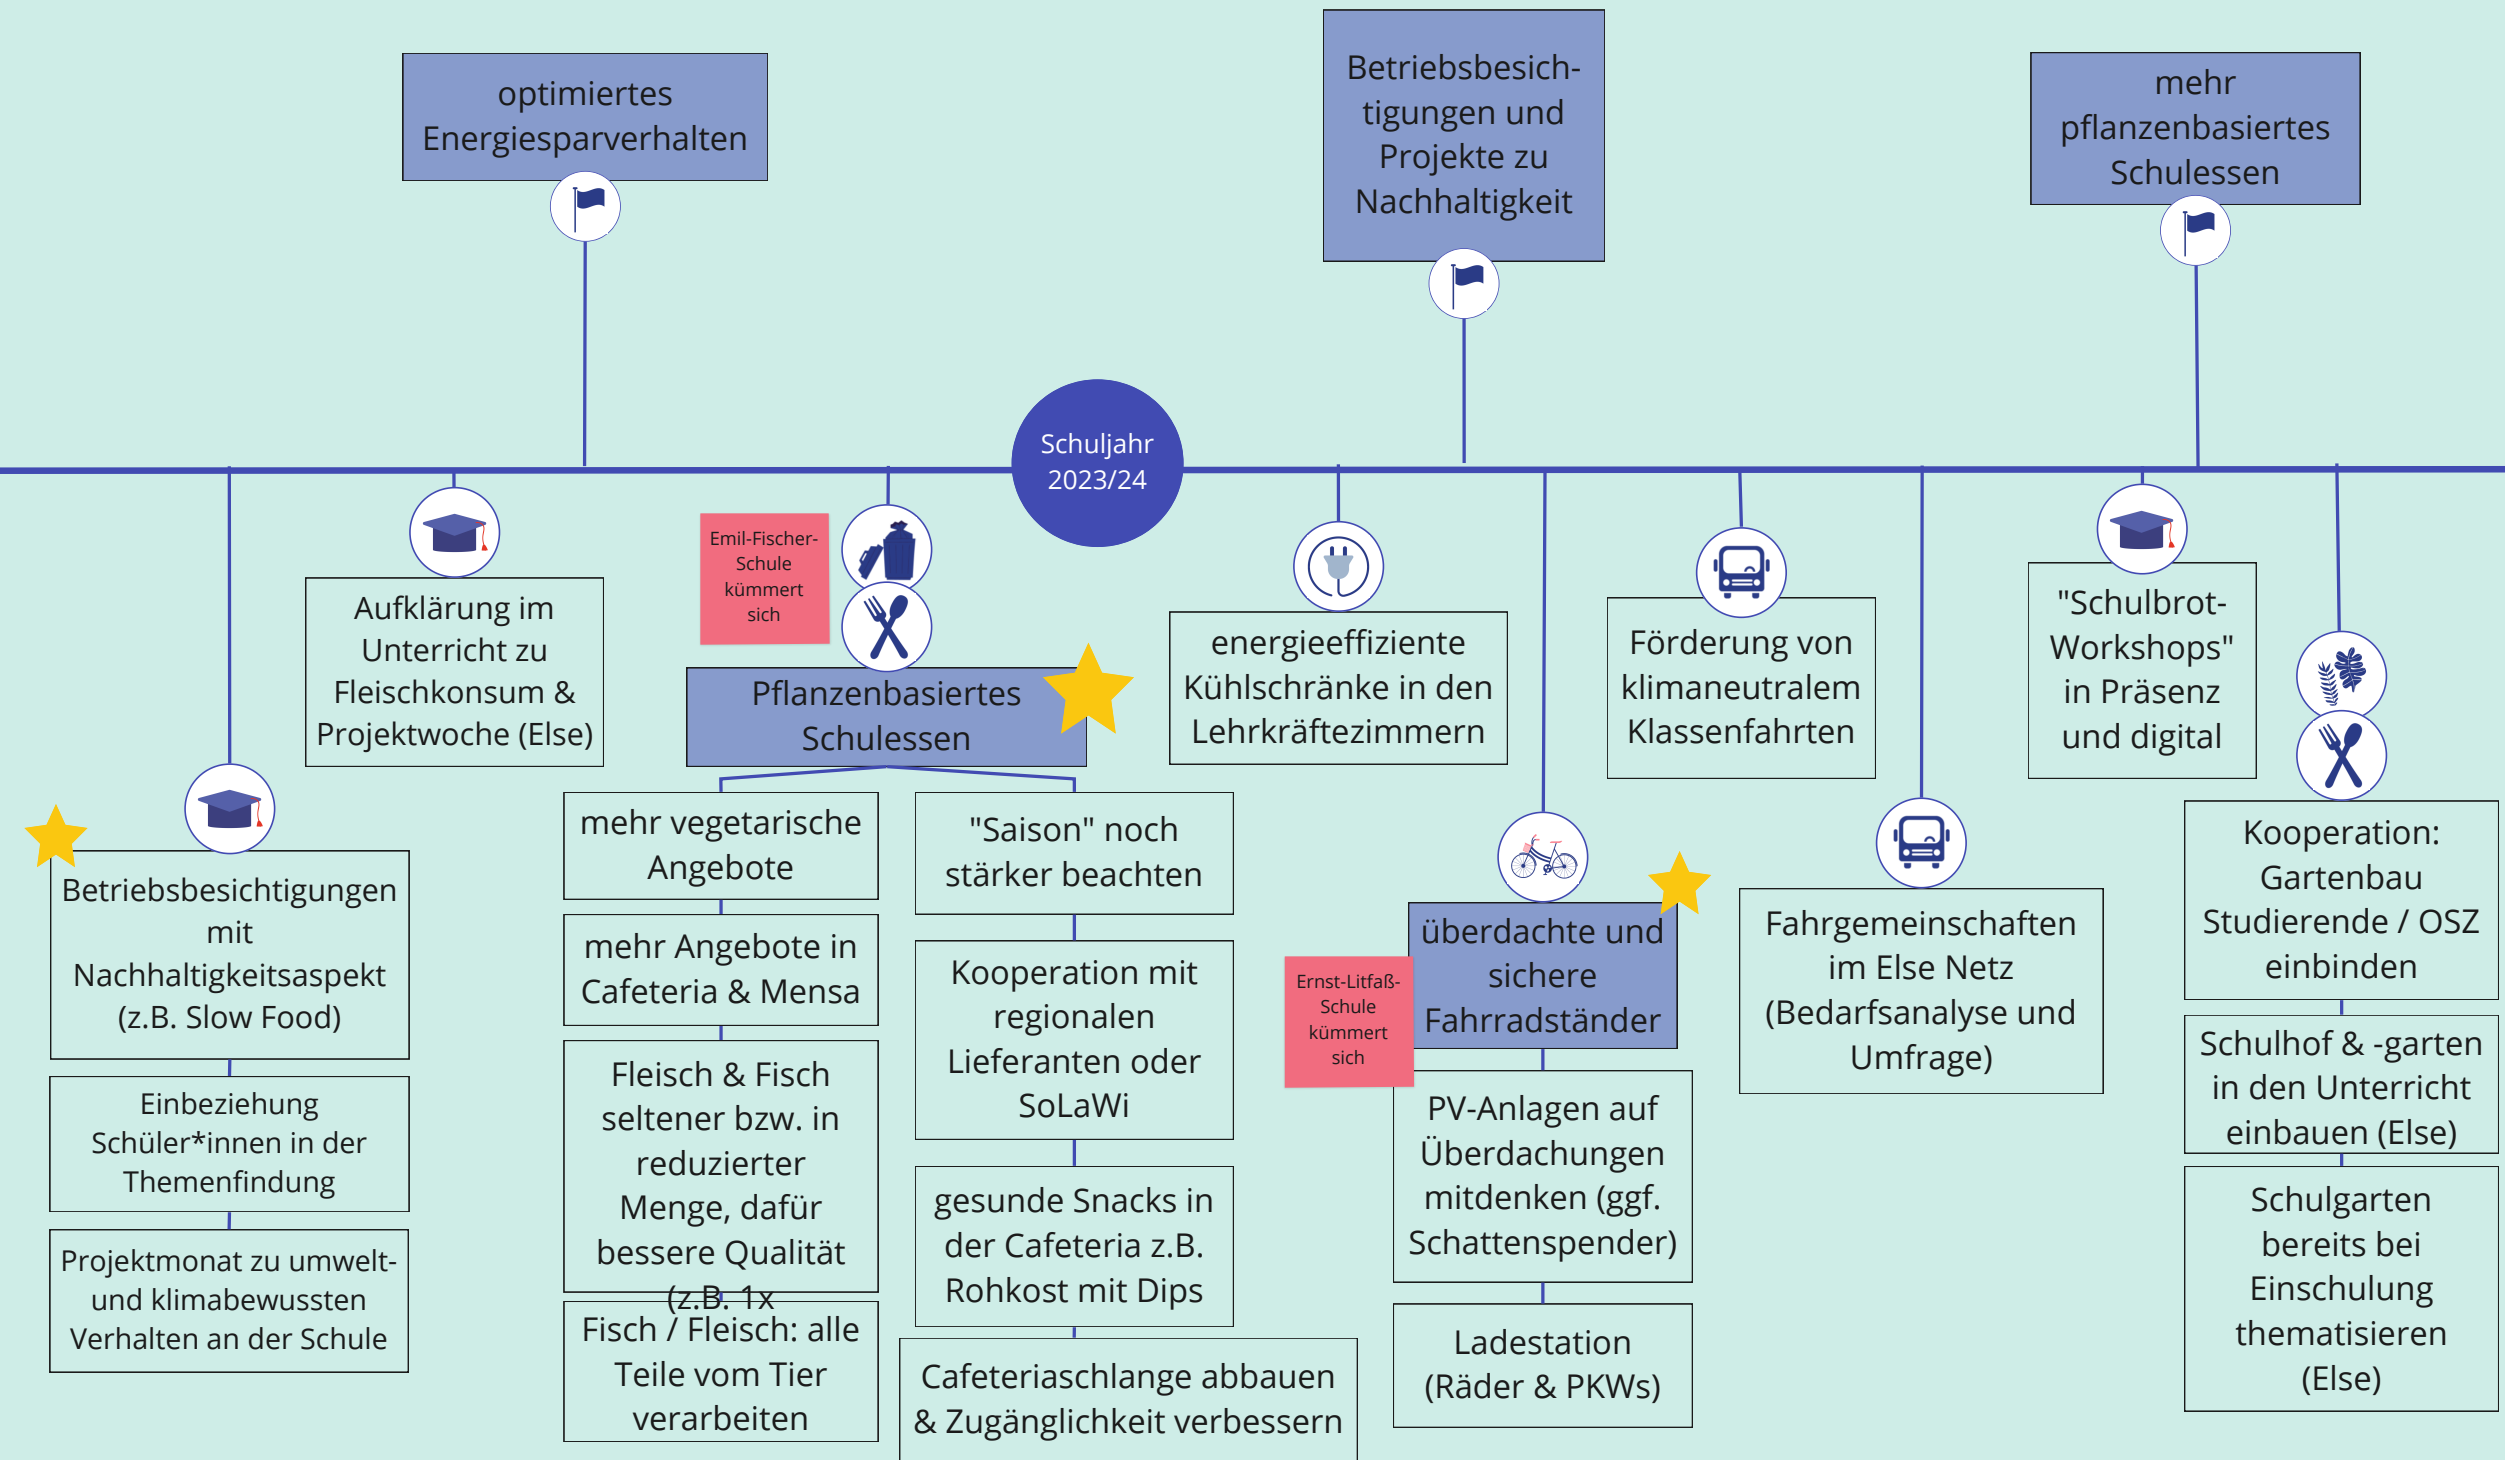 optimiertes
Energiesparverhalten
Betriebsbesich-
tigungen und
Projekte zu
Nachhaltigkeit
mehr
pflanzenbasiertes
Schulessen
Schuljahr
2023/24
Betriebsbesichtigungen
mit
Nachhaltigkeitsaspekt
(z.B. Slow Food)
Einbeziehung
Schüler*innen in der
Themenfindung
Projektmonat zu umwelt-
und klimabewussten
Verhalten an der Schule
Aufklärung im
Unterricht zu
Fleischkonsum &
Projektwoche (Else)
Emil-Fischer-
Schule
kümmert
sich
Pflanzenbasiertes
Schulessen
mehr vegetarische
Angebote
mehr Angebote in
Cafeteria & Mensa
Fleisch & Fisch
seltener bzw. in
reduzierter
Menge, dafür
bessere Qualität
(z.B. 1x
Fisch / Fleisch: alle
Teile vom Tier
verarbeiten
"Saison" noch
stärker beachten
Kooperation mit
regionalen
Lieferanten oder
SoLaWi
gesunde Snacks in
der Cafeteria z.B.
Rohkost mit Dips
Cafeteriaschlange abbauen
& Zugänglichkeit verbessern
energieeffiziente
Kühlschränke in den
Lehrkräftezimmern
Ernst-Litfaß-
Schule
kümmert
sich
überdachte und
sichere
Fahrradständer
PV-Anlagen auf
Überdachungen
mitdenken (ggf.
Schattenspender)
Ladestation
(Räder & PKWs)
Förderung von
klimaneutralem
Klassenfahrten
Fahrgemeinschaften
im Else Netz
(Bedarfsanalyse und
Umfrage)
"Schulbrot-
Workshops"
in Präsenz
und digital
Kooperation:
Gartenbau
Studierende / OSZ
einbinden
Schulhof & -garten
in den Unterricht
einbauen (Else)
Schulgarten
bereits bei
Einschulung
thematisieren
(Else)